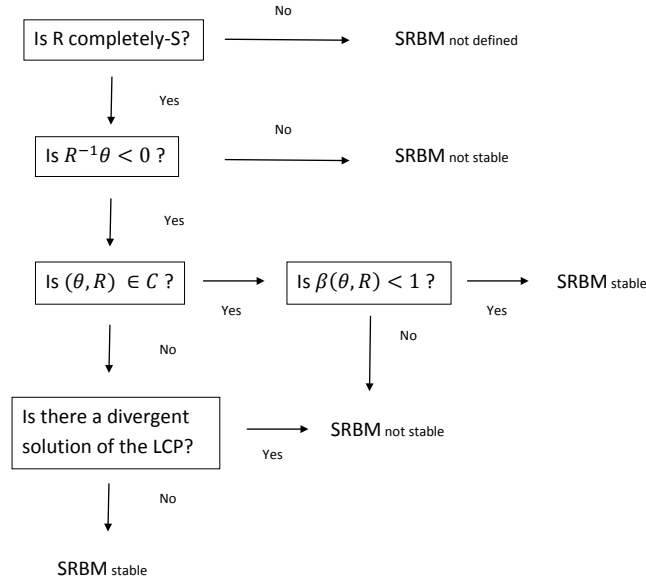 No
Is R completely-S?
SRBM not defined
Yes
No
Is R⁻¹θ < 0 ?
SRBM not stable
Yes
Is (θ, R) ∈ C ?
Is β(θ, R) < 1 ?
SRBM stable
Yes
Yes
No
No
Is there a divergent
solution of the LCP?
SRBM not stable
Yes
No
SRBM stable